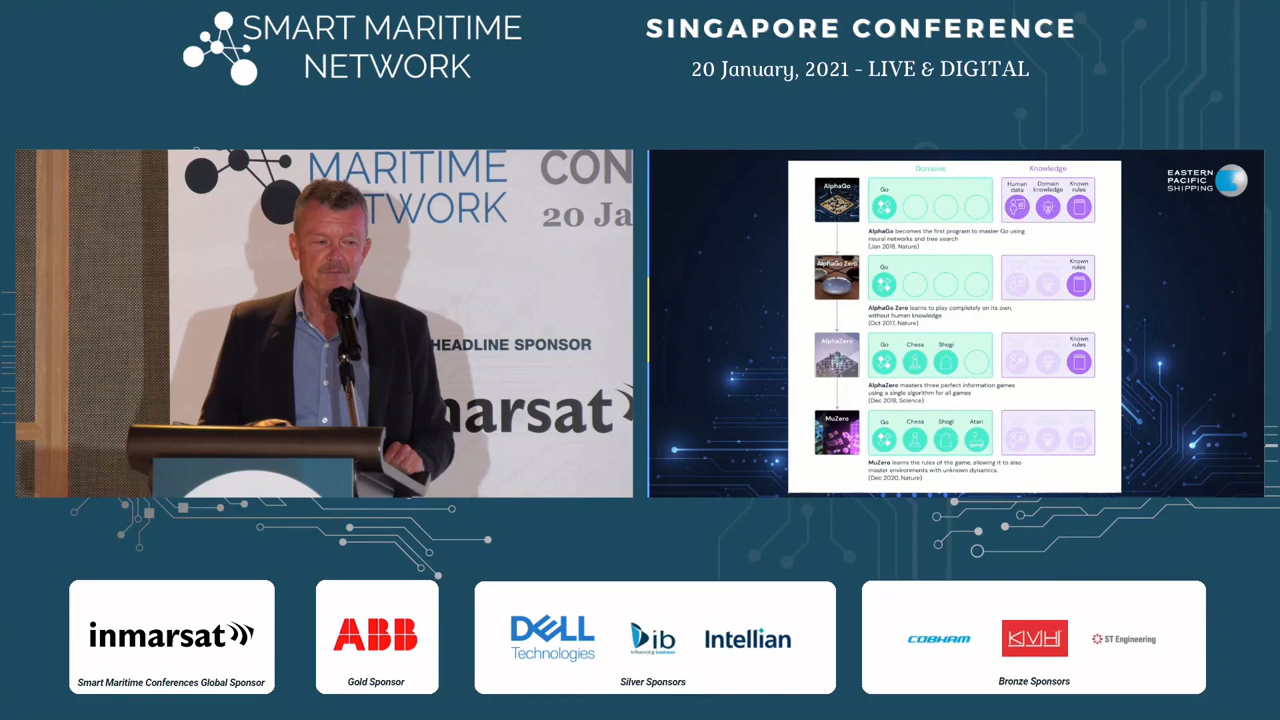 SMART MARITIME
NETWORK
SINGAPORE CONFERENCE
20 January, 2021 - LIVE & DIGITAL
MARITIME
NETWORK
CON
20 Ja
HEADLINE SPONSOR
narsat
EASTERN
PACIFIC
SHIPPING
Domains
Knowledge
AlphaGo
Go
Human
data
Domain
knowledge
Known
rules
AlphaGo becomes the first program to master Go using
neural networks and tree search
(Jan 2016, Nature)
AlphaGo Zero
Go
Known
rules
AlphaGo Zero learns to play completely on its own,
without human knowledge
(Oct 2017, Nature)
AlphaZero
Go
Chess
Shogi
Known
rules
AlphaZero masters three perfect information games
using a single algorithm for all games
(Dec 2018, Science)
MuZero
Go
Chess
Shogi
Atari
MuZero learns the rules of the game, allowing it to also
master environments with unknown dynamics.
(Dec 2020, Nature)
inmarsat
Smart Maritime Conferences Global Sponsor
ABB
Gold Sponsor
DELL
Technologies
Dib
influencing business
Intellian
Silver Sponsors
COBHAM
KVH
ST Engineering
Bronze Sponsors